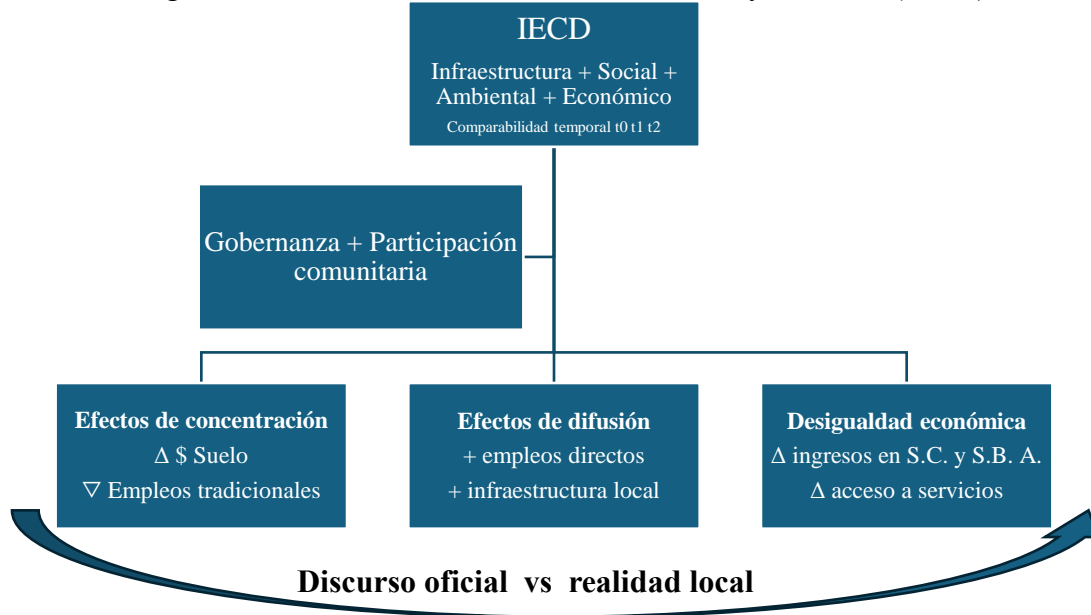 IECD
Infraestructura + Social +
Ambiental + Económico
Comparabilidad temporal t0 t1 t2
Gobernanza + Participación
comunitaria
Efectos de concentración
Δ $ Suelo
▽ Empleos tradicionales
Efectos de difusión
+ empleos directos
+ infraestructura local
Desigualdad económica
Δ ingresos en S.C. y S.B. A.
Δ acceso a servicios
Discurso oficial vs realidad local